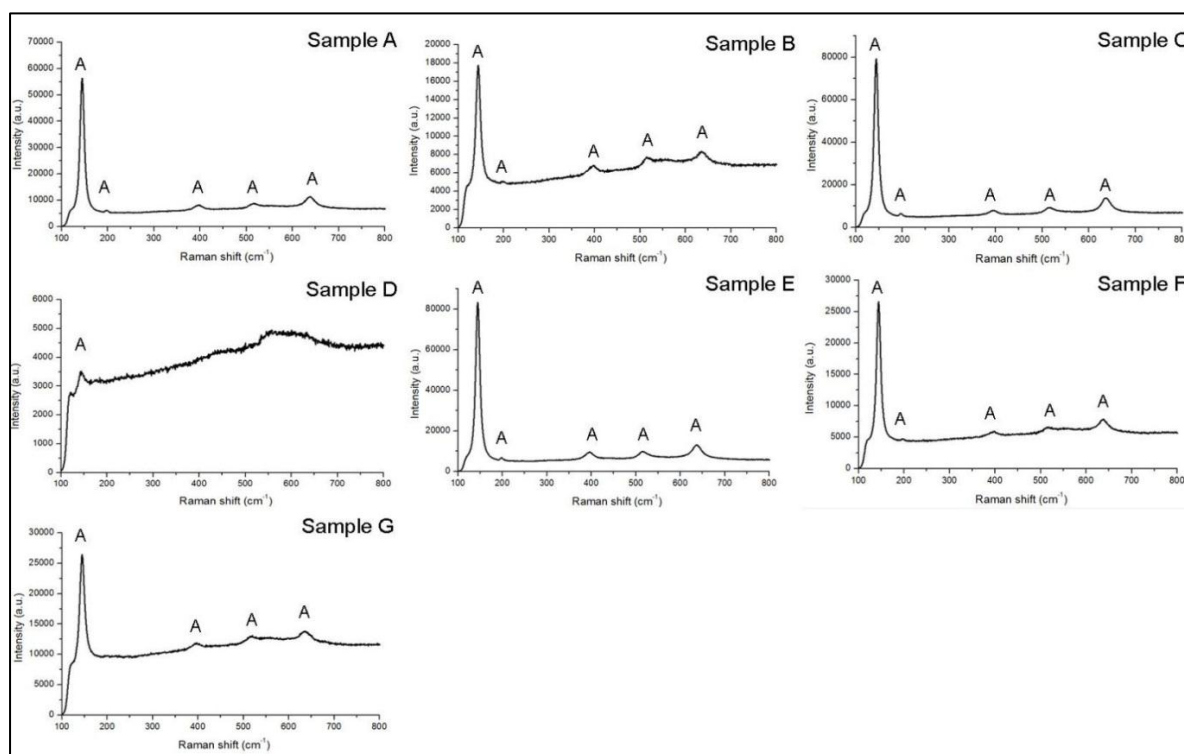 Sample A
Intensity (a.u.)
70000
60000
50000
40000
30000
20000
10000
0
A
A
A
A
A
100 200 300 400 500 600 700 800
Raman shift (cm⁻¹)
Sample B
Intensity (a.u.)
20000
18000
16000
14000
12000
10000
8000
6000
4000
2000
0
A
A
A
A
A
100 200 300 400 500 600 700 800
Raman shift (cm⁻¹)
Sample C
Intensity (a.u.)
80000
60000
40000
20000
0
A
A
A
A
A
100 200 300 400 500 600 700 800
Raman shift (cm⁻¹)
Sample D
Intensity (a.u.)
6000
5000
4000
3000
2000
1000
0
A
100 200 300 400 500 600 700 800
Raman shift (cm⁻¹)
Sample E
Intensity (a.u.)
80000
60000
40000
20000
0
A
A
A
A
A
100 200 300 400 500 600 700 800
Raman shift (cm⁻¹)
Sample F
Intensity (a.u.)
30000
25000
20000
15000
10000
5000
0
A
A
A
A
A
100 200 300 400 500 600 700 800
Raman shift (cm⁻¹)
Sample G
Intensity (a.u.)
30000
25000
20000
15000
10000
5000
0
A
A
A
A
100 200 300 400 500 600 700 800
Raman shift (cm⁻¹)